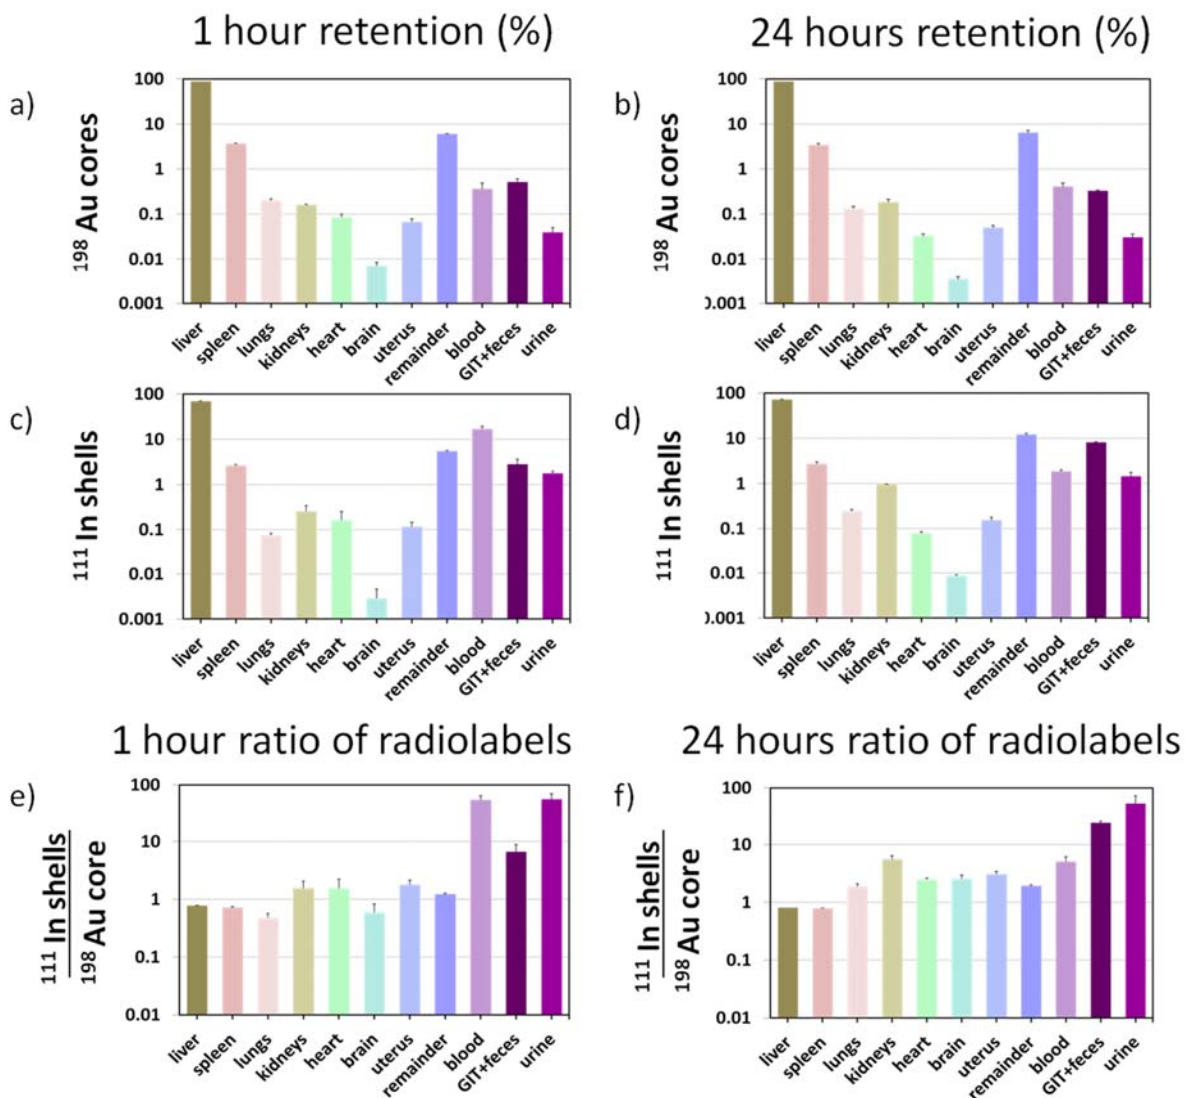 1 hour retention (%)
24 hours retention (%)
a)
198 Au cores
100
10
1
0.1
0.01
0.001
liver
spleen
lungs
kidneys
heart
brain
uterus
remainder
blood
GIT+feces
urine
b)
198 Au cores
100
10
1
0.1
0.01
0.001
liver
spleen
lungs
kidneys
heart
brain
uterus
remainder
blood
GIT+feces
urine
c)
111 In shells
100
10
1
0.1
0.01
0.001
liver
spleen
lungs
kidneys
heart
brain
uterus
remainder
blood
GIT+feces
urine
d)
111 In shells
100
10
1
0.1
0.01
0.001
liver
spleen
lungs
kidneys
heart
brain
uterus
remainder
blood
GIT+feces
urine
1 hour ratio of radiolabels
24 hours ratio of radiolabels
e)
111 In shells
198 Au core
100
10
1
0.1
0.01
liver
spleen
lungs
kidneys
heart
brain
uterus
remainder
blood
GIT+feces
urine
f)
111 In shells
198 Au core
100
10
1
0.1
0.01
liver
spleen
lungs
kidneys
heart
brain
uterus
remainder
blood
GIT+feces
urine